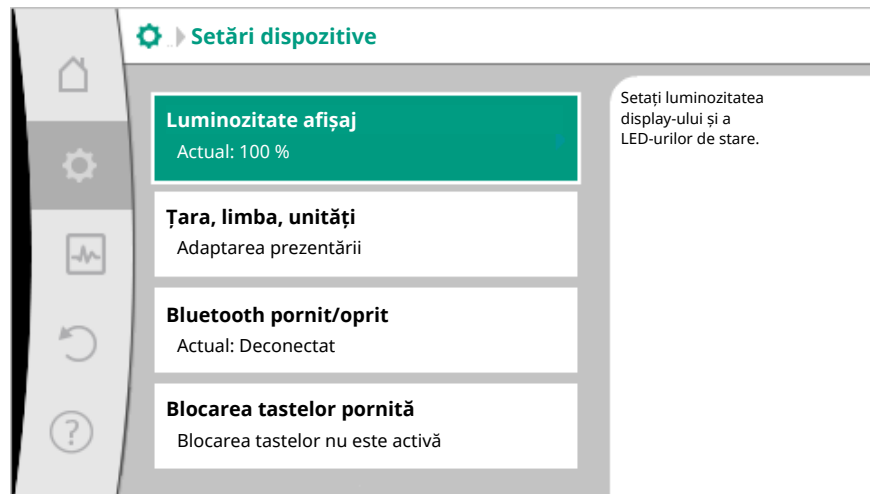 Setări dispozitive
Luminozitate afișaj
Actual: 100 %
Țara, limba, unități
Adaptarea prezentării
Bluetooth pornit/oprit
Actual: Deconectat
Blocarea tastelor pornită
Blocarea tastelor nu este activă
Setați luminozitatea
display-ului și a
LED-urilor de stare.
?